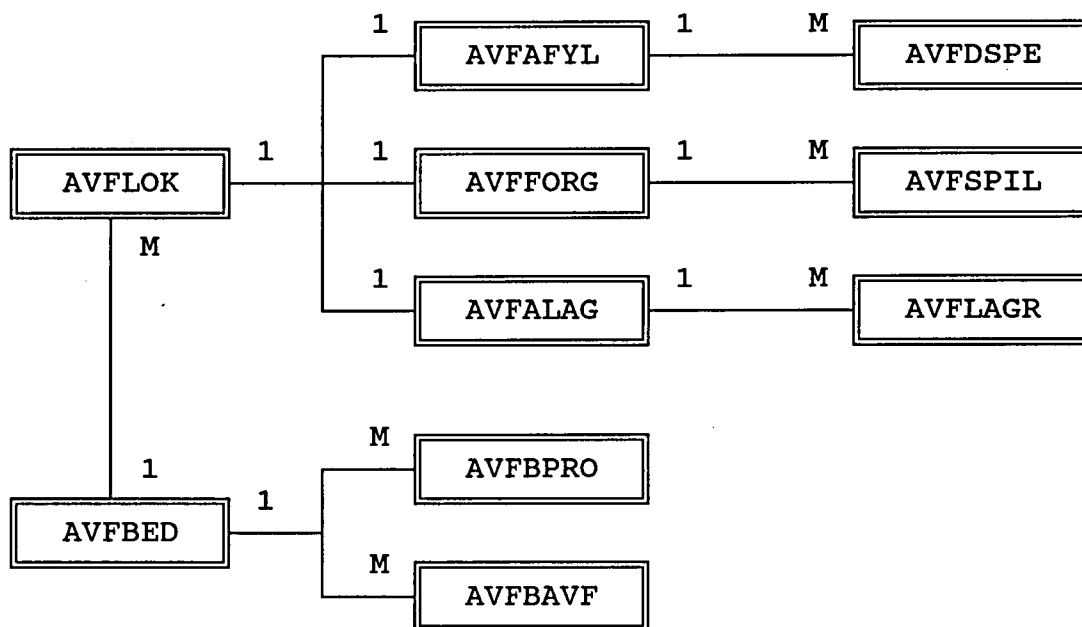 1 1 M
AVFAFYL AVFDSPE
1 1 1 M
AVFLOK AVFFORG AVFSPIL
M
1 1 M
AVFALAG AVFLAGR
M
1 1 AVFBPRO
AVFBED
M
AVFBAVF